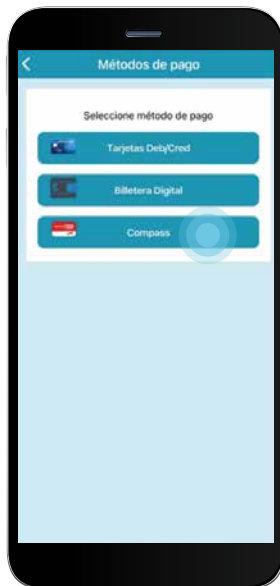 Métodos de pago
Seleccione método de pago
Tarjetas Deb/Cred
Billetera Digital
Compass